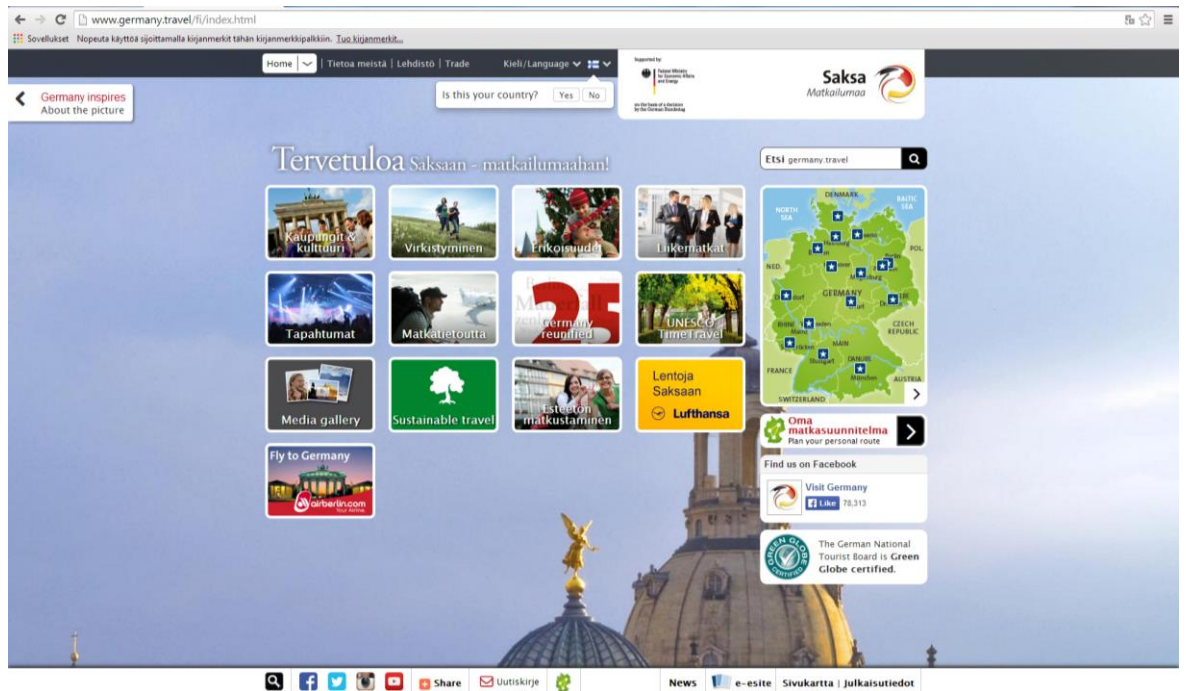 www.germany.travel/fi/index.html
Sovellukset Nopeuta käyttöä sijoittamalla kirjanmerkit tähän kirjanmerkkipalkkiin. Tuo kirjanmerkit...
Home | Tietoa meistä | Lehdistö | Trade Kieli/Language
Supported by:
Federal Ministry
for Economic Affairs
and Energy
on the basis of a decision
by the German Bundestag
Saksa
Matkailumaa
Germany inspires
About the picture
Is this your country? Yes No
Tervetuloa Saksaan - matkailumaahan!
Etsi germany.travel
Kaupungit &
kulttuuri
Virkistyminen
Erikoisuudet
Liikematkat
Tapahtumat
Matkatietoutta
25
Germany
reunified
UNESCO
TimeTravel
Media gallery
Sustainable travel
Esteetön
matkustaminen
Lentoja
Saksaan
Lufthansa
Fly to Germany
airberlin.com
Your Airline.
DENMARK
NORTH
SEA
BALTIC
SEA
POL.
NED.
GERMANY
CZECH
REPUBLIC
MAIN
Stuttgart
DANUBE
München
FRANCE
AUSTRIA
SWITZERLAND
Oma
matkasuunnitelma
Plan your personal route
Find us on Facebook
Visit Germany
Like 78,313
GREEN GLOBE
CERTIFIED
The German National
Tourist Board is Green
Globe certified.
Share Uutiskirje News e-esite Sivukartta | Julkaisutiedot